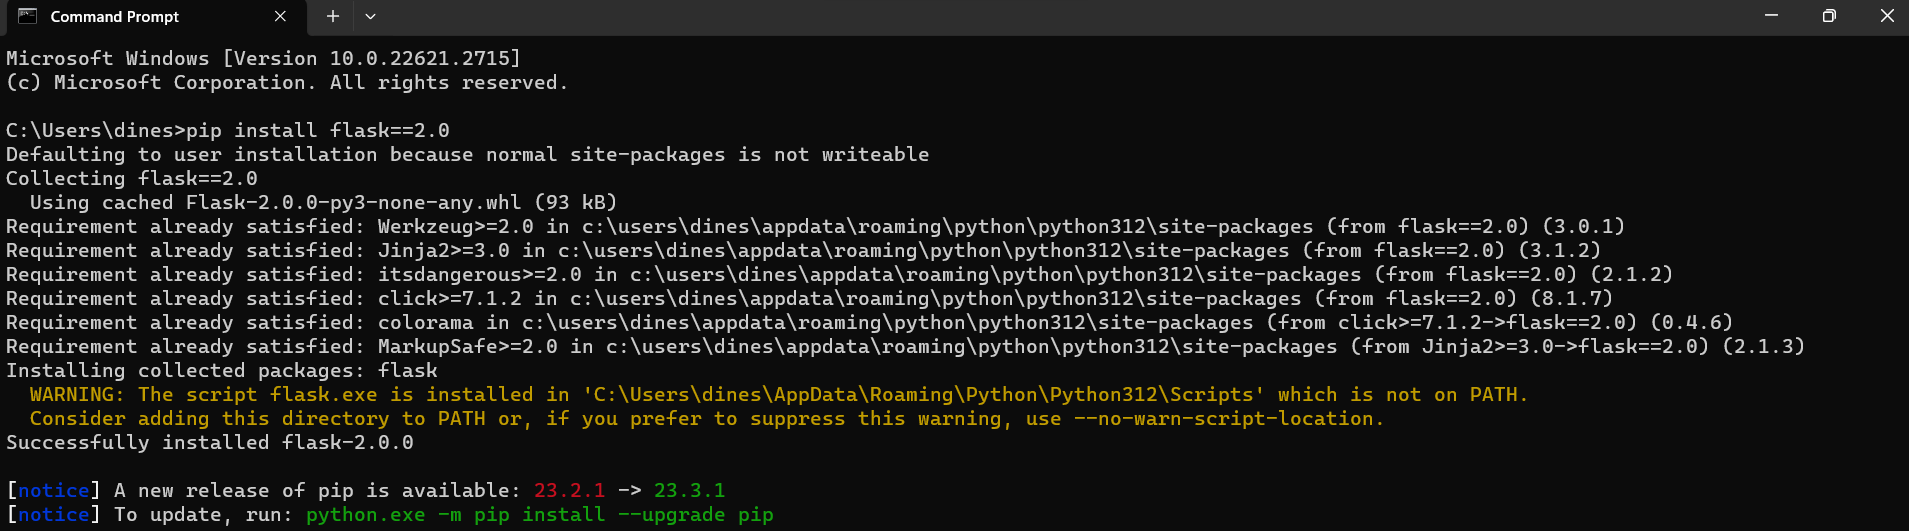 Command Prompt
Microsoft Windows [Version 10.0.22621.2715]
(c) Microsoft Corporation. All rights reserved.
C:\Users\dines>pip install flask==2.0
Defaulting to user installation because normal site-packages is not writeable
Collecting flask==2.0
  Using cached Flask-2.0.0-py3-none-any.whl (93 kB)
Requirement already satisfied: Werkzeug>=2.0 in c:\users\dines\appdata\roaming\python\python312\site-packages (from flask==2.0) (3.0.1)
Requirement already satisfied: Jinja2>=3.0 in c:\users\dines\appdata\roaming\python\python312\site-packages (from flask==2.0) (3.1.2)
Requirement already satisfied: itsdangerous>=2.0 in c:\users\dines\appdata\roaming\python\python312\site-packages (from flask==2.0) (2.1.2)
Requirement already satisfied: click>=7.1.2 in c:\users\dines\appdata\roaming\python\python312\site-packages (from flask==2.0) (8.1.7)
Requirement already satisfied: colorama in c:\users\dines\appdata\roaming\python\python312\site-packages (from click>=7.1.2->flask==2.0) (0.4.6)
Requirement already satisfied: MarkupSafe>=2.0 in c:\users\dines\appdata\roaming\python\python312\site-packages (from Jinja2>=3.0->flask==2.0) (2.1.3)
Installing collected packages: flask
  WARNING: The script flask.exe is installed in 'C:\Users\dines\AppData\Roaming\Python\Python312\Scripts' which is not on PATH.
  Consider adding this directory to PATH or, if you prefer to suppress this warning, use --no-warn-script-location.
Successfully installed flask-2.0.0
[notice] A new release of pip is available: 23.2.1 -> 23.3.1
[notice] To update, run: python.exe -m pip install --upgrade pip